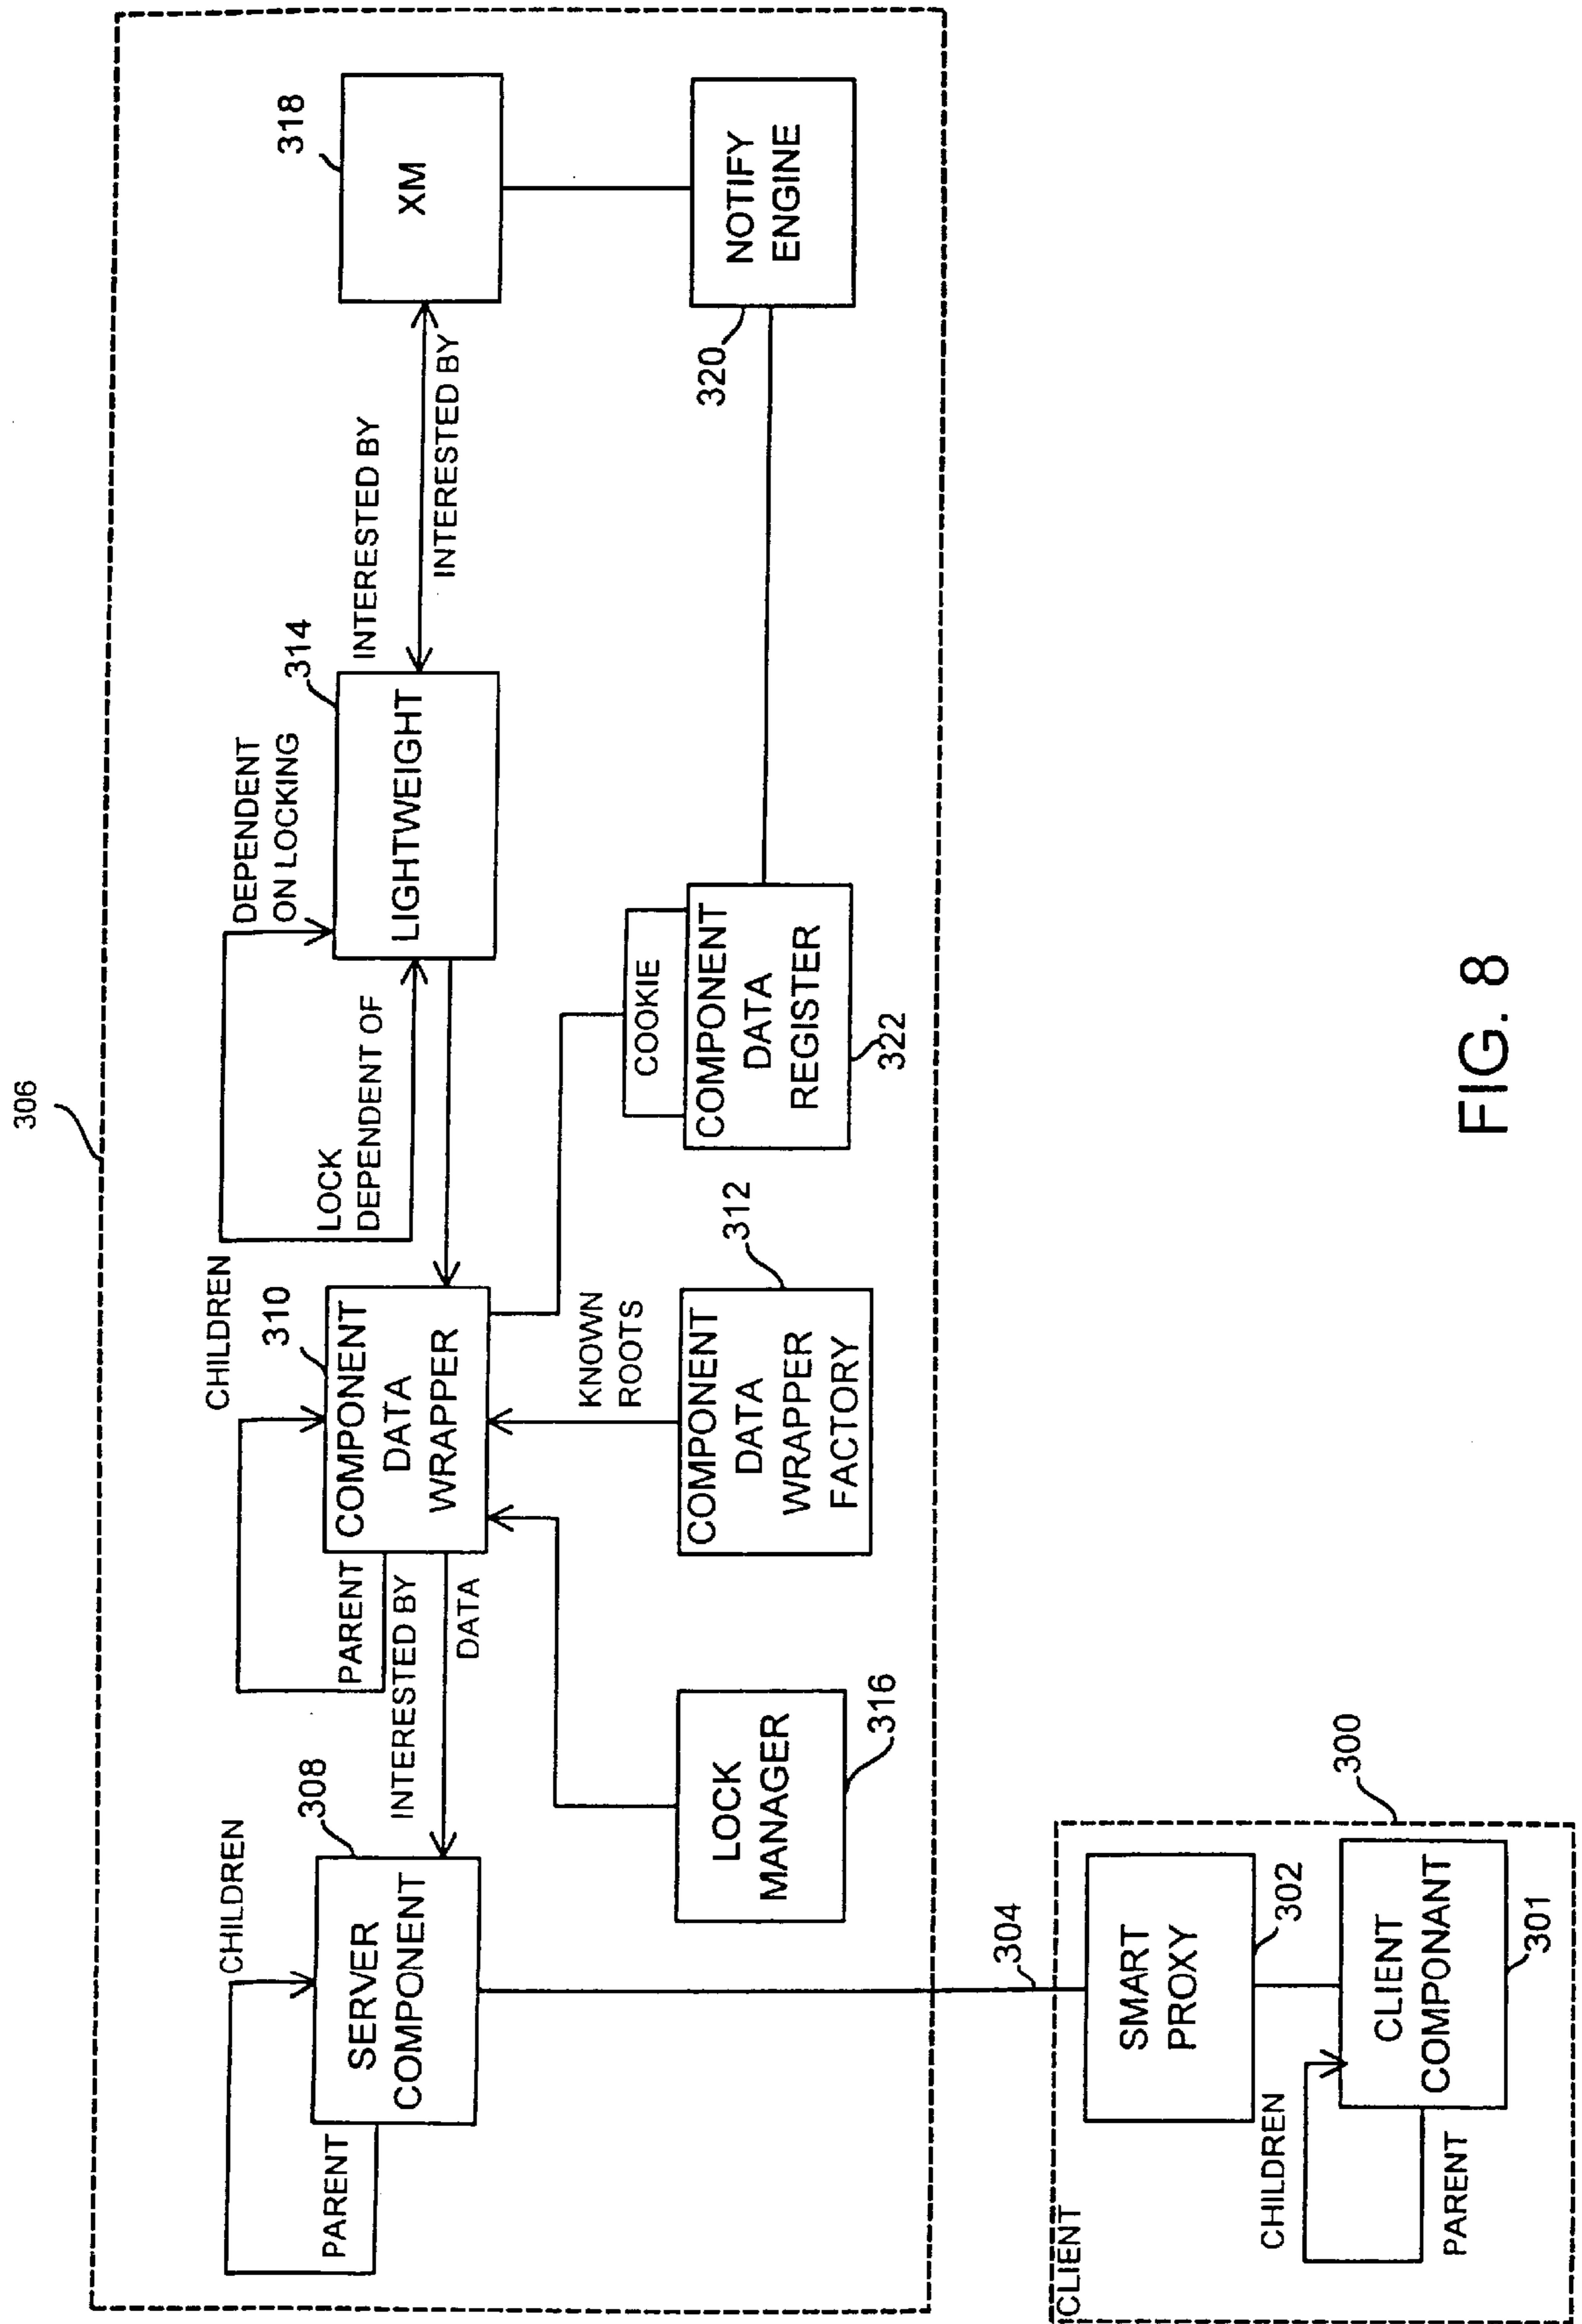 306
CHILDREN
308
SERVER
COMPONENT
PARENT
INTERESTED BY
DATA
CHILDREN
310
COMPONENT
DATA
WRAPPER
PARENT
LOCK
DEPENDENT OF
DEPENDENT
ON LOCKING
314
LIGHTWEIGHT
INTERESTED BY
INTERESTED BY
318
XM
LOCK
MANAGER
316
KNOWN
ROOTS
312
COMPONENT
DATA
WRAPPER
FACTORY
COOKIE
COMPONENT
DATA
REGISTER
322
320
NOTIFY
ENGINE
304
CLIENT
300
SMART
PROXY
302
CHILDREN
CLIENT
COMPONANT
301
PARENT
FIG. 8